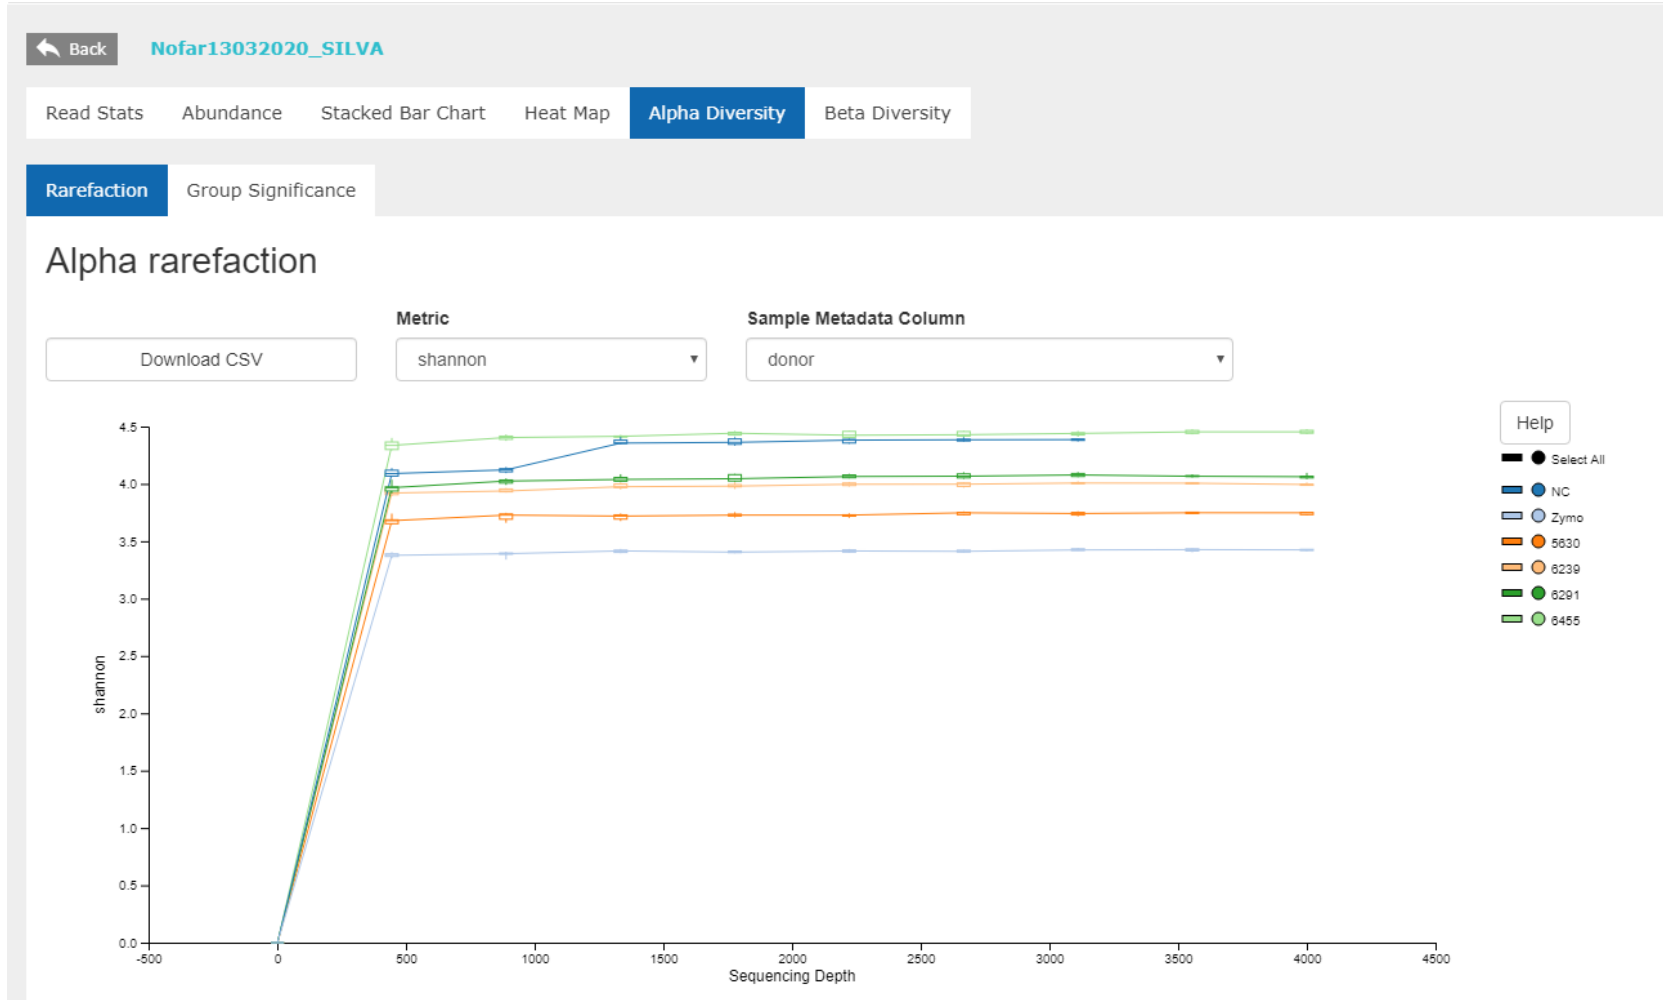 Back Nofar13032020_SILVA
Read Stats Abundance Stacked Bar Chart Heat Map Alpha Diversity Beta Diversity
Rarefaction Group Significance
Alpha rarefaction
Metric Sample Metadata Column
Download CSV shannon donor
Help
Select All
NC
Zymo
5630
6239
6291
6455
4.5
4.0
3.5
3.0
2.5
2.0
1.5
1.0
0.5
0.0
shannon
-500 0 500 1000 1500 2000 2500 3000 3500 4000 4500
Sequencing Depth